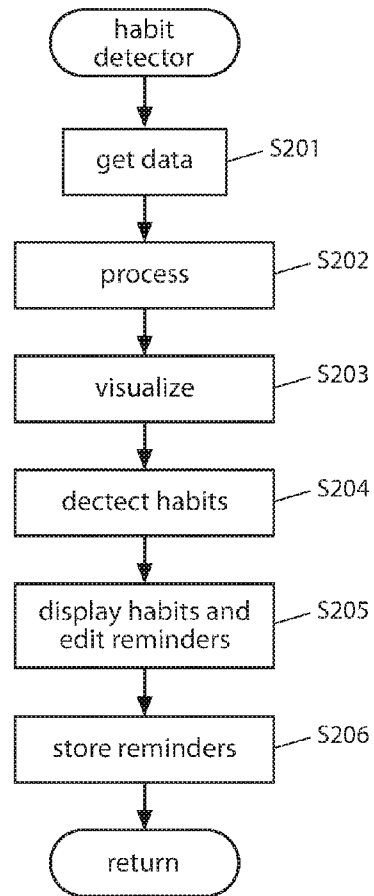 habit
detector
get data
S201
process
S202
visualize
S203
dectect habits
S204
display habits and
edit reminders
S205
store reminders
S206
return